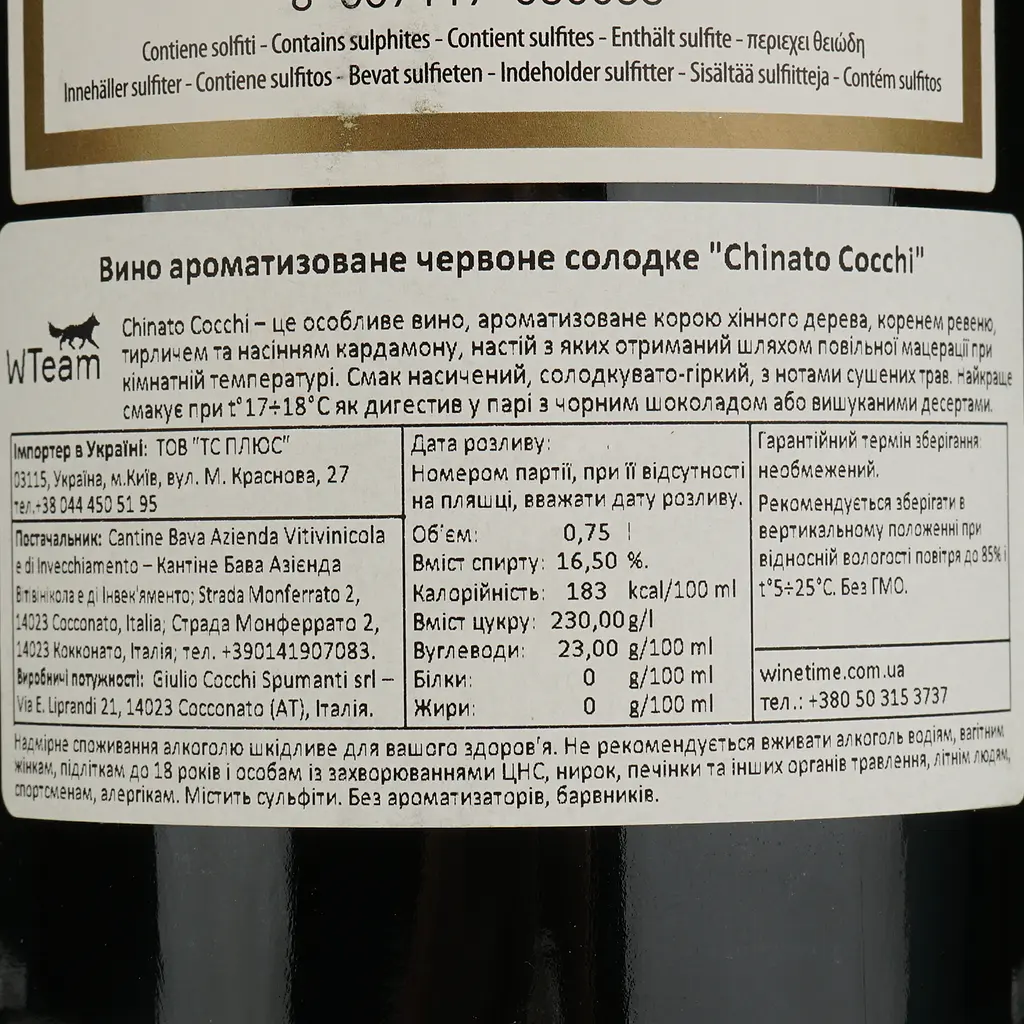 Contiene solfiti - Contains sulphites - Contient sulfites - Enthält sulfite - περιεχει θειώδη
Innehäller sulfiter - Contiene sulfitos - Bevat sulfieten - Indeholder sulfitter - Sisältää sulfiitteja - Contém sulfitos
Вино ароматизоване червоне солодке "Chinato Cocchi"
WTeam
Chinato Cocchi – це особливе вино, ароматизоване корою хінного дерева, коренем ревеню,
тирличем та насінням кардамону, настій з яких отриманий шляхом повільної мацерації при
кімнатній температурі. Смак насичений, солодкувато-гіркий, з нотами сушених трав. Найкраще
смакує при t°17÷18°C як дигестив у парі з чорним шоколадом або вишуканими десертами.
Імпортер в Україні: ТОВ "ТС ПЛЮС"
03115, Україна, м.Київ, вул. М. Краснова, 27
тел.+38 044 450 51 95
Постачальник: Cantine Bava Azienda Vitivinicola
e di Invecchiamento – Кантіне Бава Азієнда
Вітівінікола е ді Інвек'яменто; Strada Monferrato 2,
14023 Cocconato, Italia; Страда Монферрато 2,
14023 Кокконато, Італія; тел. +390141907083.
Виробничі потужності: Giulio Cocchi Spumanti srl –
Via E. Liprandi 21, 14023 Cocconato (AT), Італія.
Дата розливу:
Номером партії, при її відсутності
на пляшці, вважати дату розливу.
Об'єм: 0,75 l
Вміст спирту: 16,50 %.
Калорійність: 183 kcal/100 ml
Вміст цукру: 230,00 g/l
Вуглеводи: 23,00 g/100 ml
Білки: 0 g/100 ml
Жири: 0 g/100 ml
Гарантійний термін зберігання:
необмежений.
Рекомендується зберігати в
вертикальному положенні при
відносній вологості повітря до 85% і
t°5÷25°C. Без ГМО.
winetime.com.ua
тел.: +380 50 315 3737
Надмірне споживання алкоголю шкідливе для вашого здоров'я. Не рекомендується вживати алкоголь водіям, вагітним
жінкам, підліткам до 18 років і особам із захворюваннями ЦНС, нирок, печінки та інших органів травлення, літнім людям,
спортсменам, алергікам. Містить сульфіти. Без ароматизаторів, барвників.